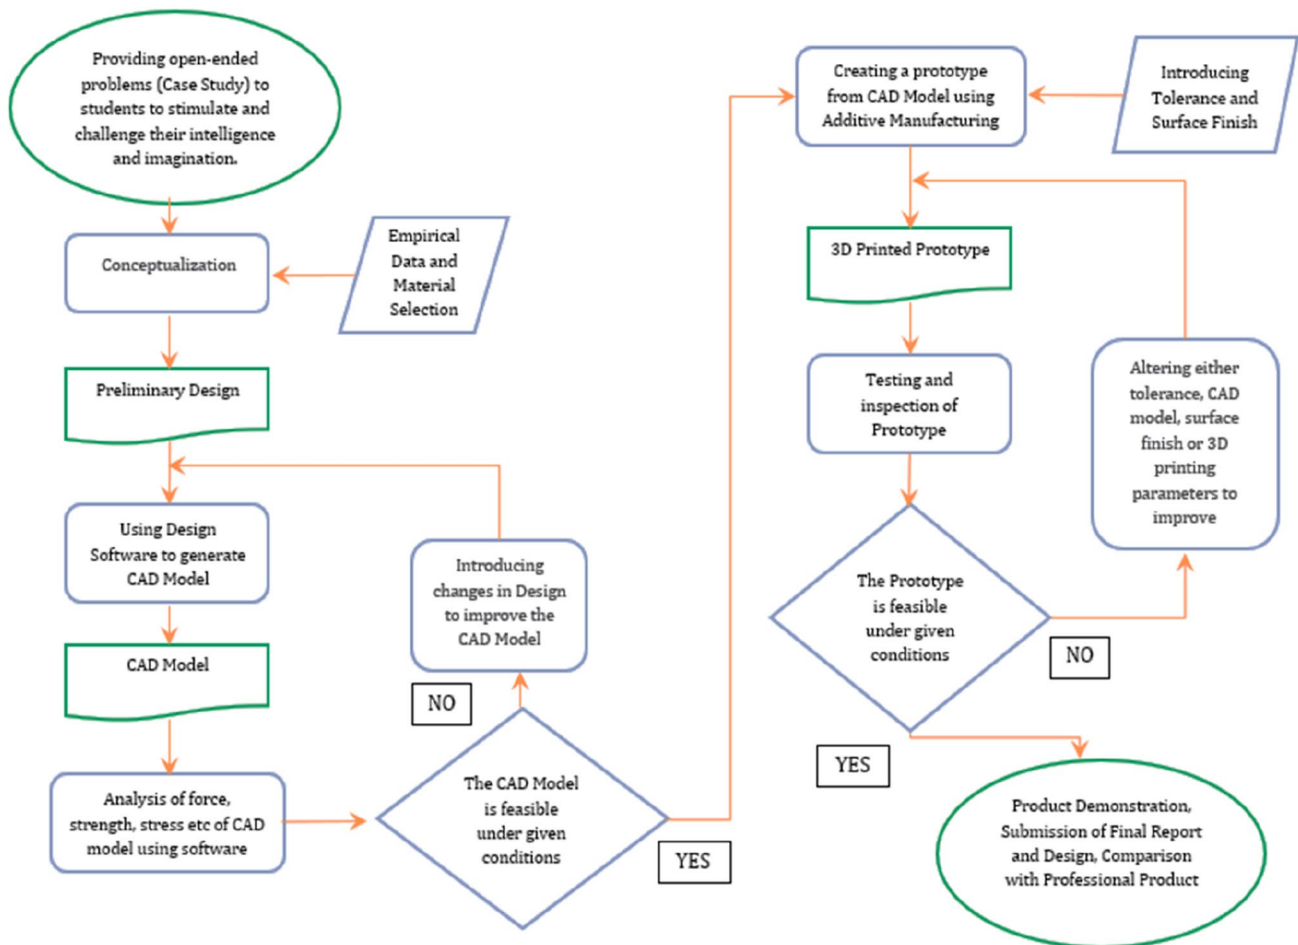 Providing open-ended
problems (Case Study) to
students to stimulate and
challenge their intelligence
and imagination.
Conceptualization
Empirical
Data and
Material
Selection
Preliminary Design
Using Design
Software to generate
CAD Model
CAD Model
Analysis of force,
strength, stress etc of CAD
model using software
The CAD Model
is feasible
under given
conditions
NO
Introducing
changes in Design
to improve the
CAD Model
YES
Creating a prototype
from CAD Model using
Additive Manufacturing
Introducing
Tolerance and
Surface Finish
3D Printed Prototype
Testing and
inspection of
Prototype
The Prototype
is feasible
under given
conditions
NO
Altering either
tolerance, CAD
model, surface
finish or 3D
printing
parameters to
improve
YES
Product Demonstration,
Submission of Final Report
and Design, Comparison
with Professional Product